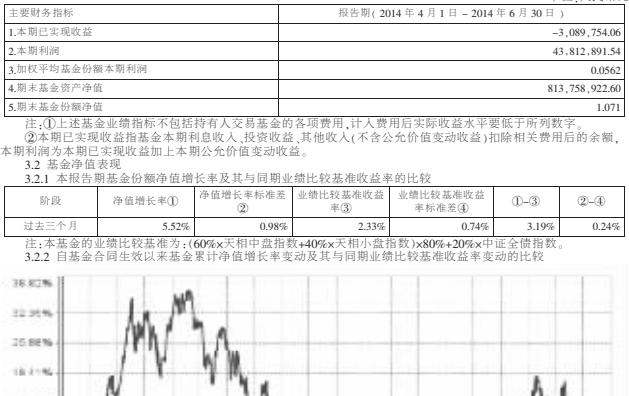 主要财务指标 报告期( 2014 年 4 月 1 日 - 2014 年 6 月 30 日 )
1.本期已实现收益 -3,089,754.06
2.本期利润 43,812,891.54
3.加权平均基金份额本期利润 0.0562
4.期末基金资产净值 813,758,922.60
5.期末基金份额净值 1.071
注:①上述基金业绩指标不包括持有人交易基金的各项费用,计入费用后实际收益水平要低于所列数字。
②本期已实现收益指基金本期利息收入、投资收益、其他收入(不含公允价值变动收益)扣除相关费用后的余额,
本期利润为本期已实现收益加上本期公允价值变动收益。
3.2 基金净值表现
3.2.1 本报告期基金份额净值增长率及其与同期业绩比较基准收益率的比较
阶段 净值增长率① 净值增长率标准差② 业绩比较基准收益率③ 业绩比较基准收益率标准差④ ①-③ ②-④
过去三个月 5.52% 0.98% 2.33% 0.74% 3.19% 0.24%
注:本基金的业绩比较基准为:(60%×天相中盘指数+40%×天相小盘指数)×80%+20%×中证全债指数。
3.2.2 自基金合同生效以来基金累计净值增长率变动及其与同期业绩比较基准收益率变动的比较
38.82%
32.35%
25.88%